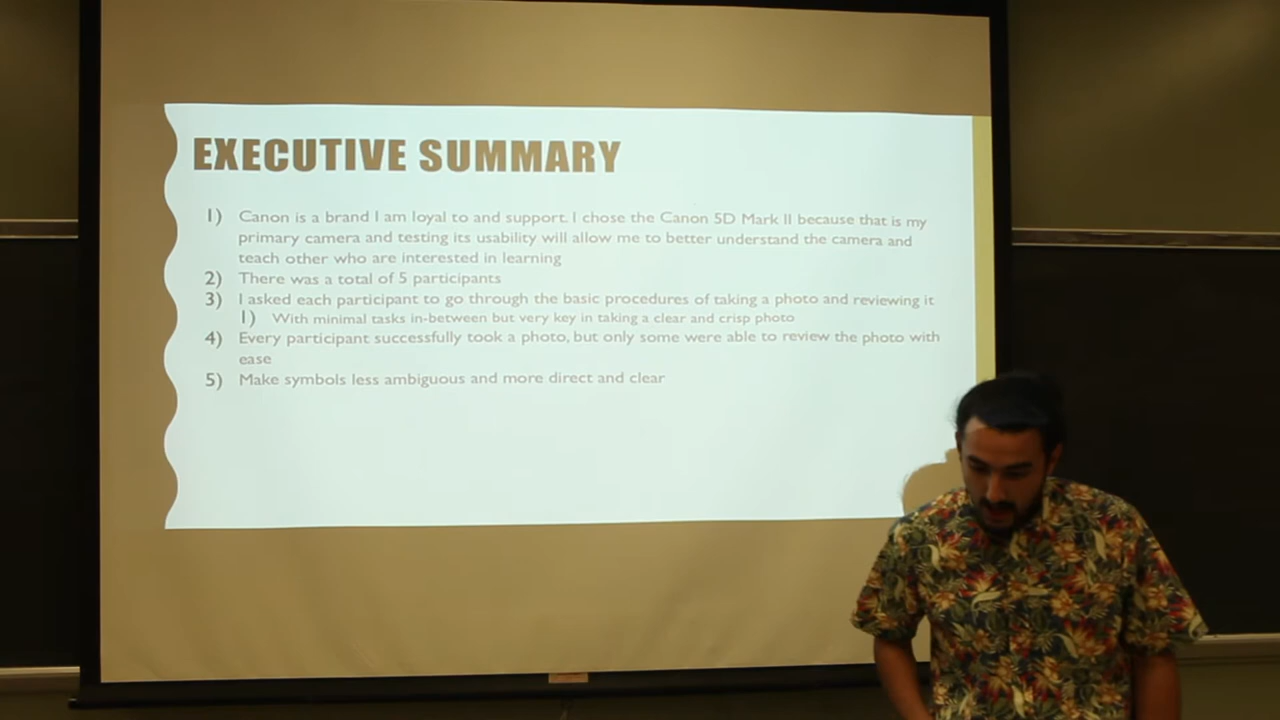 EXECUTIVE SUMMARY
1) Canon is a brand I am loyal to and support. I chose the Canon 5D Mark II because that is my
primary camera and testing its usability will allow me to better understand the camera and
teach other who are interested in learning
2) There was a total of 5 participants
3) I asked each participant to go through the basic procedures of taking a photo and reviewing it
1) With minimal tasks in-between but very key in taking a clear and crisp photo
4) Every participant successfully took a photo, but only some were able to review the photo with
ease
5) Make symbols less ambiguous and more direct and clear